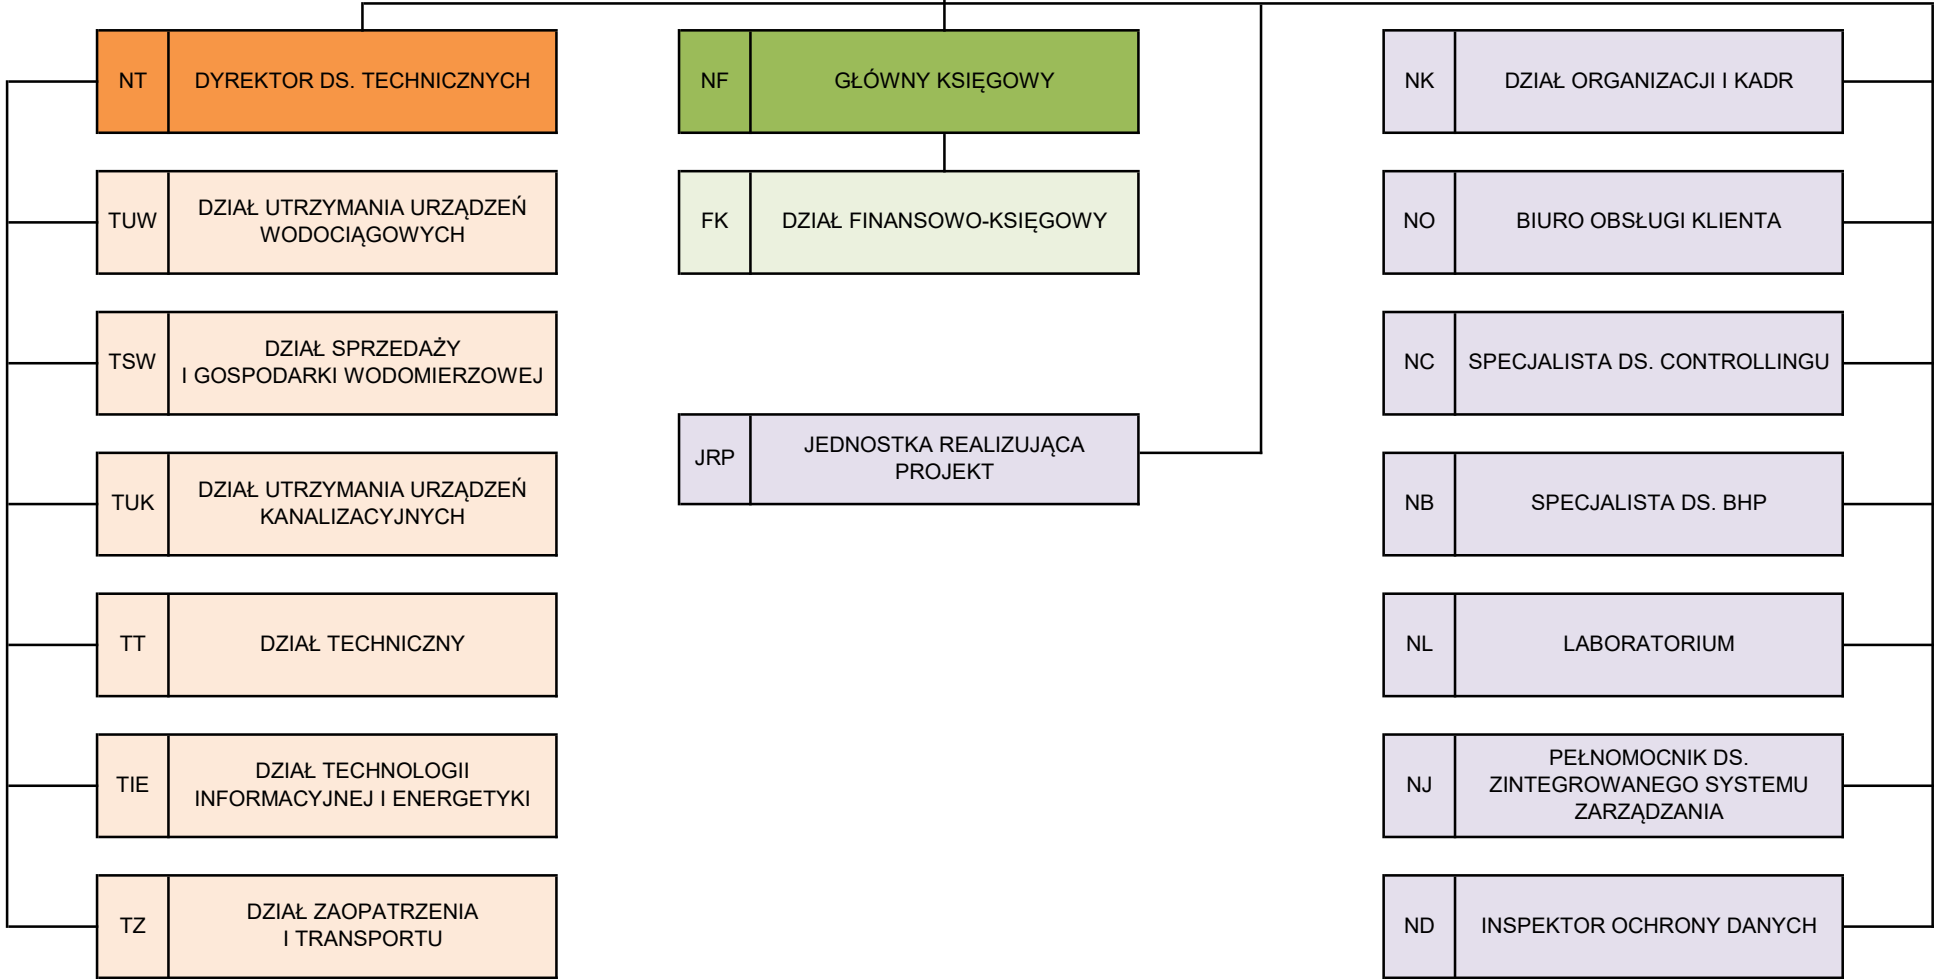 NT
DYREKTOR DS. TECHNICZNYCH
TUW
DZIAŁ UTRZYMANIA URZĄDZEŃ
WODOCIĄGOWYCH
TSW
DZIAŁ SPRZEDAŻY
I GOSPODARKI WODOMIERZOWEJ
TUK
DZIAŁ UTRZYMANIA URZĄDZEŃ
KANALIZACYJNYCH
TT
DZIAŁ TECHNICZNY
TIE
DZIAŁ TECHNOLOGII
INFORMACYJNEJ I ENERGETYKI
TZ
DZIAŁ ZAOPATRZENIA
I TRANSPORTU
NF
GŁÓWNY KSIĘGOWY
FK
DZIAŁ FINANSOWO-KSIĘGOWY
JRP
JEDNOSTKA REALIZUJĄCA
PROJEKT
NK
DZIAŁ ORGANIZACJI I KADR
NO
BIURO OBSŁUGI KLIENTA
NC
SPECJALISTA DS. CONTROLLINGU
NB
SPECJALISTA DS. BHP
NL
LABORATORIUM
NJ
PEŁNOMOCNIK DS.
ZINTEGROWANEGO SYSTEMU
ZARZĄDZANIA
ND
INSPEKTOR OCHRONY DANYCH